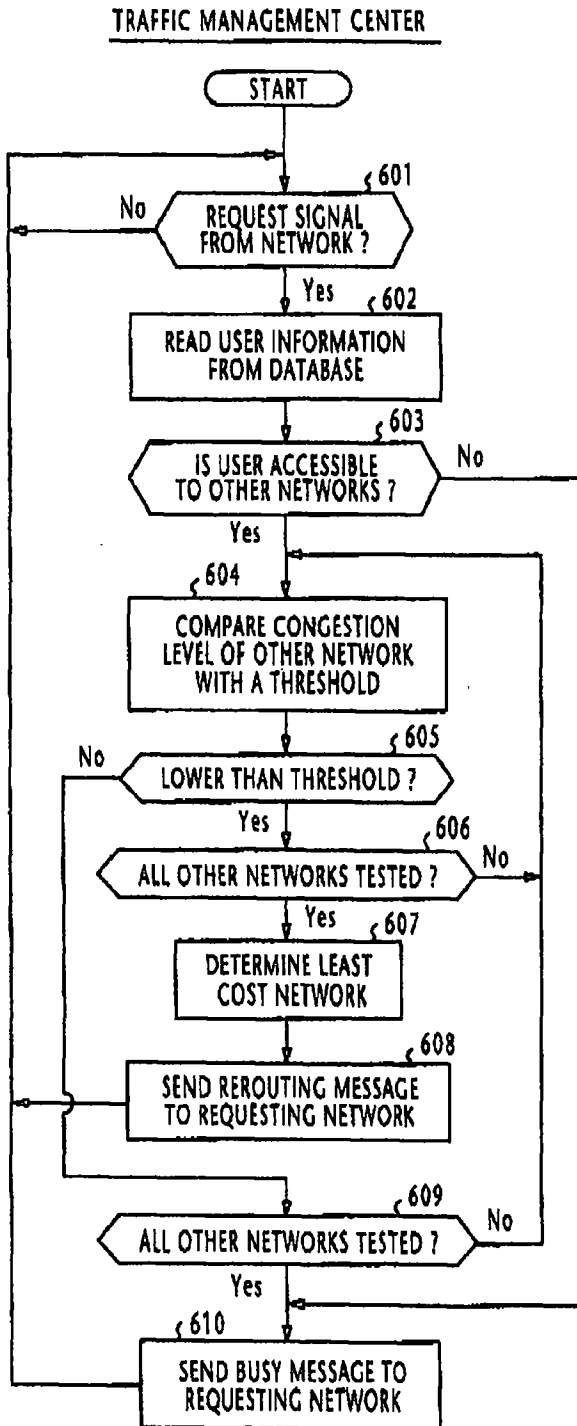 TRAFFIC MANAGEMENT CENTER
START
601
No
REQUEST SIGNAL
FROM NETWORK ?
Yes
602
READ USER INFORMATION
FROM DATABASE
603
IS USER ACCESSIBLE
TO OTHER NETWORKS ?
No
Yes
604
COMPARE CONGESTION
LEVEL OF OTHER NETWORK
WITH A THRESHOLD
605
No
LOWER THAN THRESHOLD ?
Yes
606
ALL OTHER NETWORKS TESTED ?
No
Yes
607
DETERMINE LEAST
COST NETWORK
608
SEND REROUTING MESSAGE
TO REQUESTING NETWORK
609
ALL OTHER NETWORKS TESTED ?
No
Yes
610
SEND BUSY MESSAGE TO
REQUESTING NETWORK